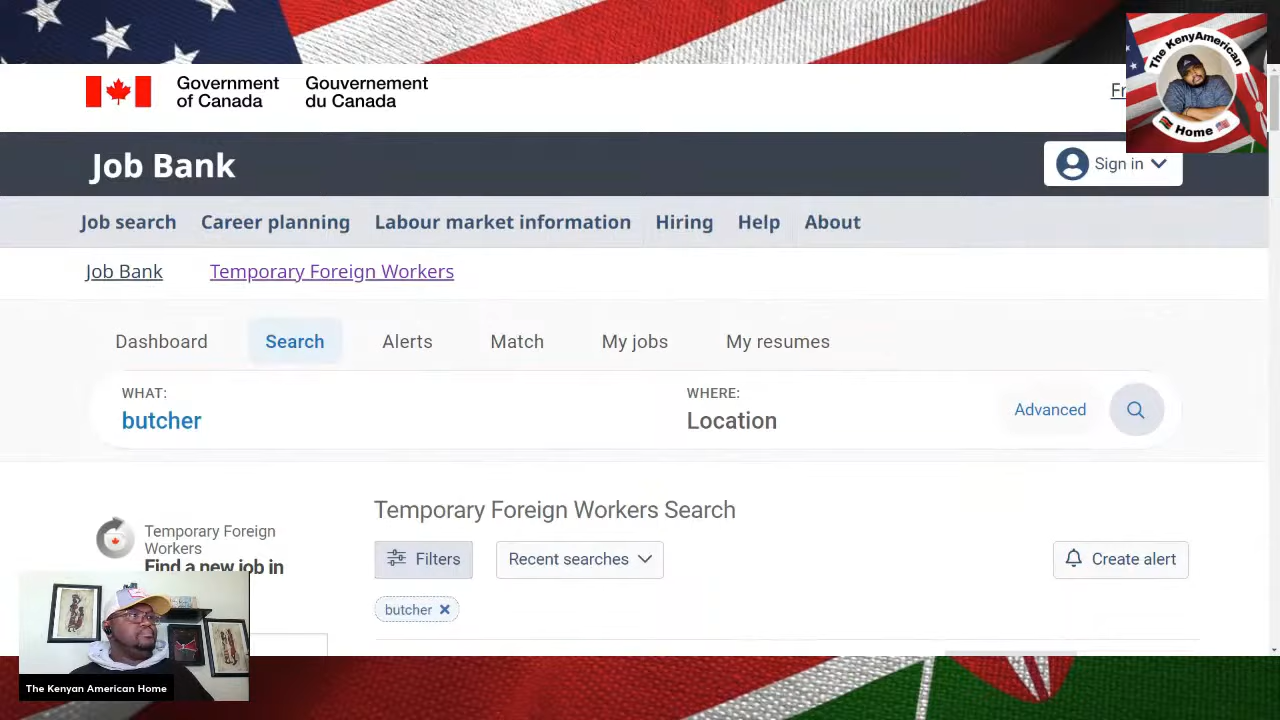 Government
of Canada
Gouvernement
du Canada
Fr
The KenyAmerican
Home
Job Bank
Sign in
Job search Career planning Labour market information Hiring Help About
Job Bank Temporary Foreign Workers
Dashboard Search Alerts Match My jobs My resumes
WHAT:
butcher
WHERE:
Location
Advanced
Temporary Foreign
Workers
Find a new job in
Temporary Foreign Workers Search
Filters Recent searches Create alert
butcher
The Kenyan American Home